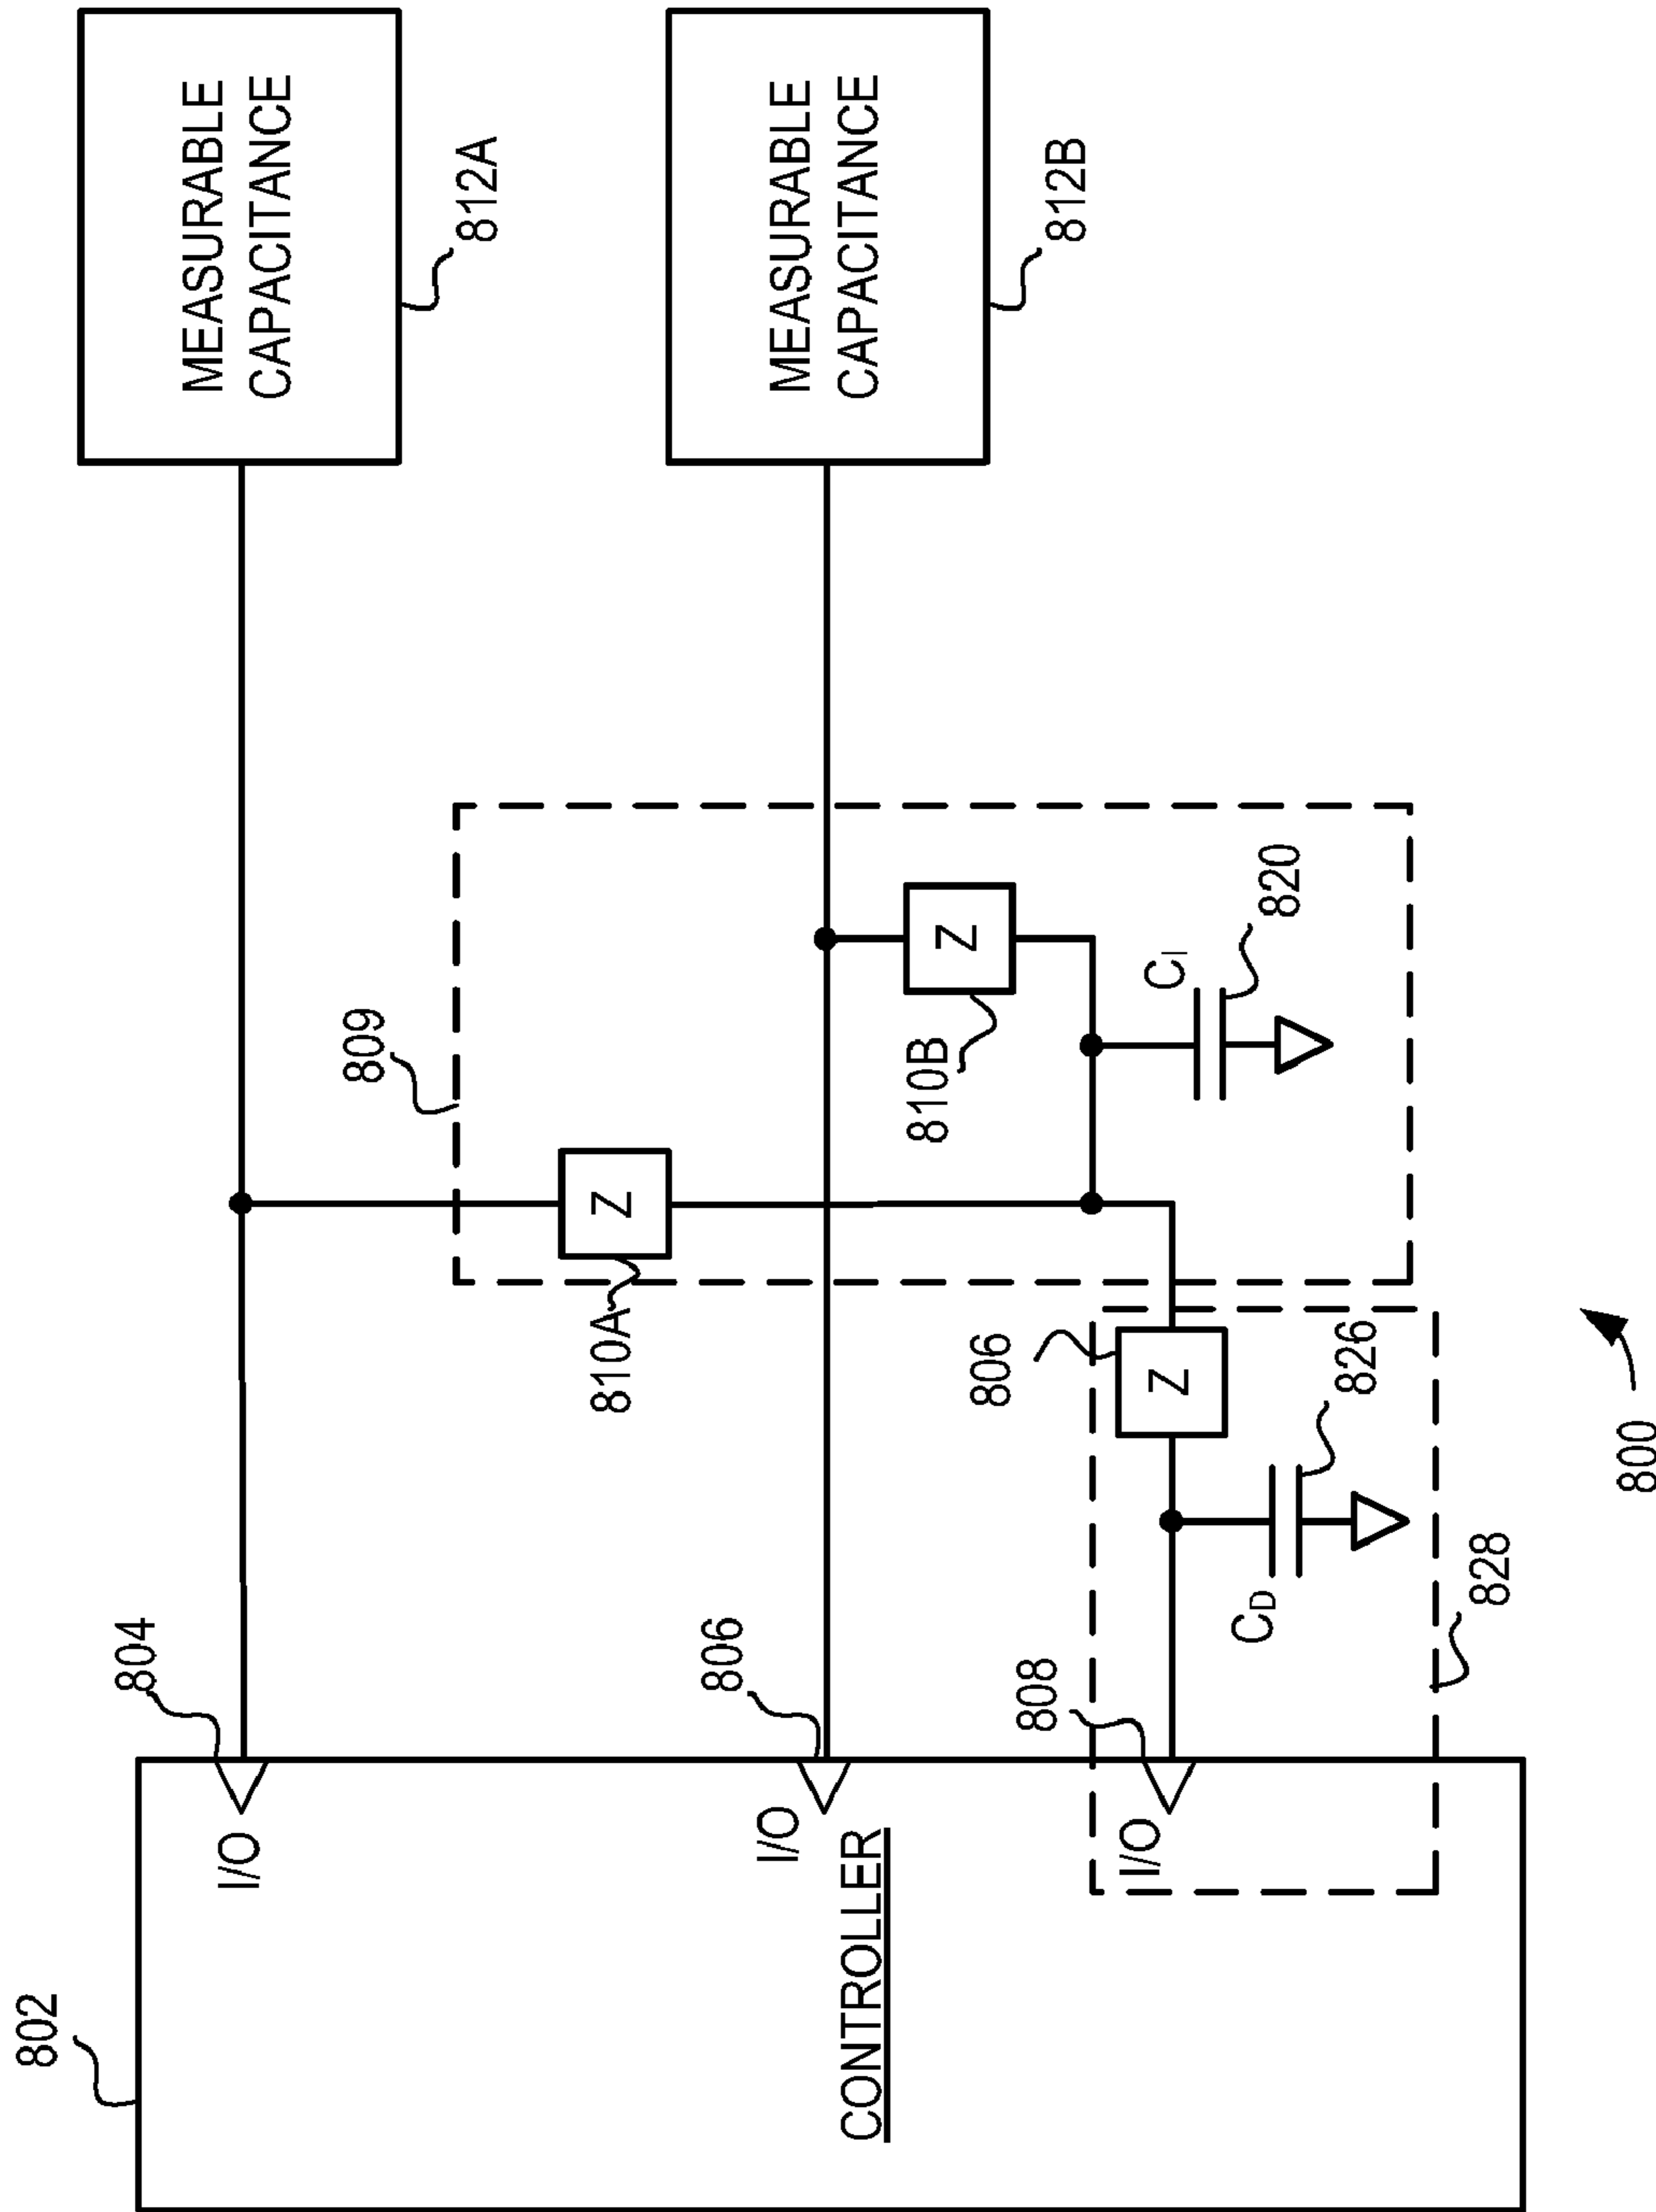 MEASURABLE
CAPACITANCE
812A
MEASURABLE
CAPACITANCE
812B
809
Z
810A
Z
810B
C_I
820
806
Z
826
C_D
828
800
804
I/O
806
I/O
808
I/O
CONTROLLER
802